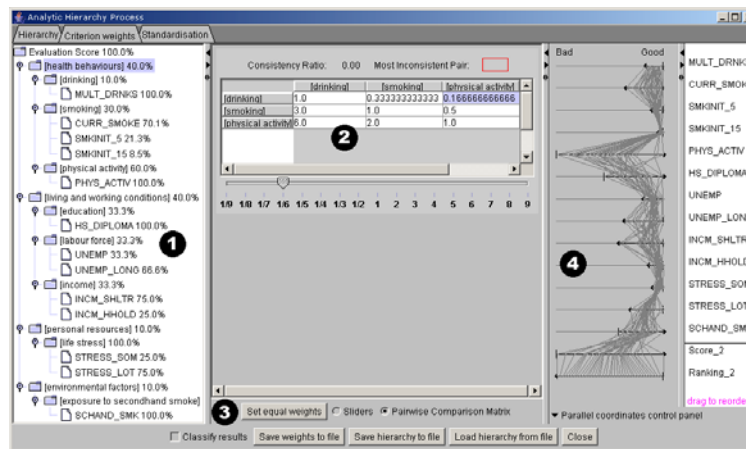 Analytic Hierarchy Process
Hierarchy Criterion weights Standardisation
Evaluation Score 100.0%
[health behaviours] 40.0%
[drinking] 10.0%
MULT_DRNKS 100.0%
[smoking] 30.0%
CURR_SMOKE 70.1%
SMKINIT_5 21.3%
SMKINIT_15 8.5%
[physical activity] 60.0%
PHYS_ACTIV 100.0%
[living and working conditions] 40.0%
[education] 33.3%
HS_DIPLOMA 100.0%
[labour force] 33.3%
UNEMP 33.3%
UNEMP_LONG 66.6%
[income] 33.3%
INCM_SHLTR 75.0%
INCM_HHOLD 25.0%
[personal resources] 10.0%
[life stress] 100.0%
STRESS_SOM 25.0%
STRESS_LOT 75.0%
[environmental factors] 10.0%
[exposure to secondhand smoke]
SCHAND_SMK 100.0%
1
Consistency Ratio: 0.00 Most Inconsistent Pair:
[drinking] [smoking] [physical activity]
[drinking] 1.0 0.333333333333 0.166666666666
[smoking] 3.0 1.0 0.5
[physical activity] 6.0 2.0 1.0
2
1/9 1/8 1/7 1/6 1/5 1/4 1/3 1/2 1 2 3 4 5 6 7 8 9
3
Set equal weights Sliders Pairwise Comparison Matrix
Bad Good
4
MULT_DRNKS
CURR_SMO
SMKINIT_5
SMKINIT_15
PHYS_ACTIV
HS_DIPLOMA
UNEMP
UNEMP_LON
INCM_SHLTR
INCM_HHOL
STRESS_SOM
STRESS_LOT
SCHAND_SM
Score_2
Ranking_2
drag to reorde
Parallel coordinates control panel
Classify results Save weights to file Save hierarchy to file Load hierarchy from file Close